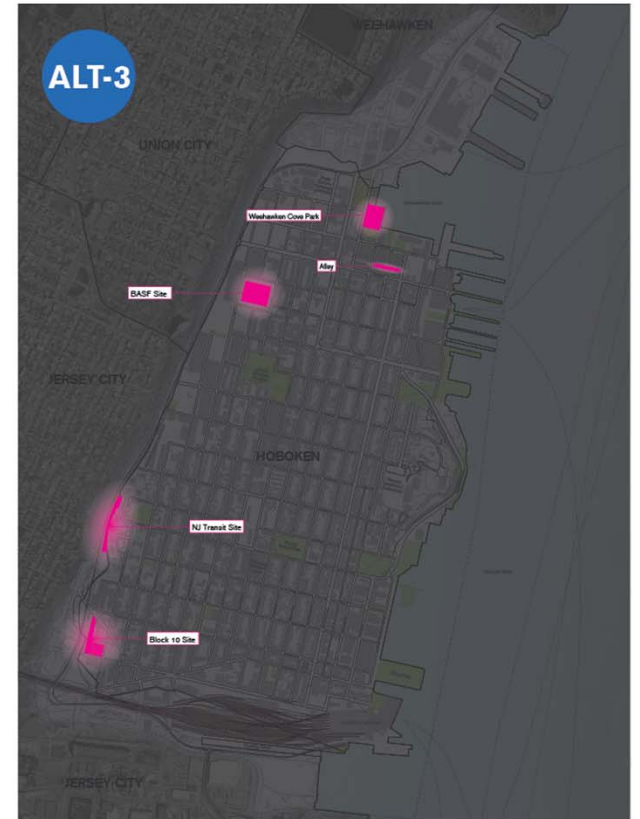 WEEHAWKEN
ALT-3
UNION CITY
Weehawken Cove Park
Alley
BASF Site
JERSEY CITY
HOBOKEN
NJ Transit Site
Block 10 Site
JERSEY CITY